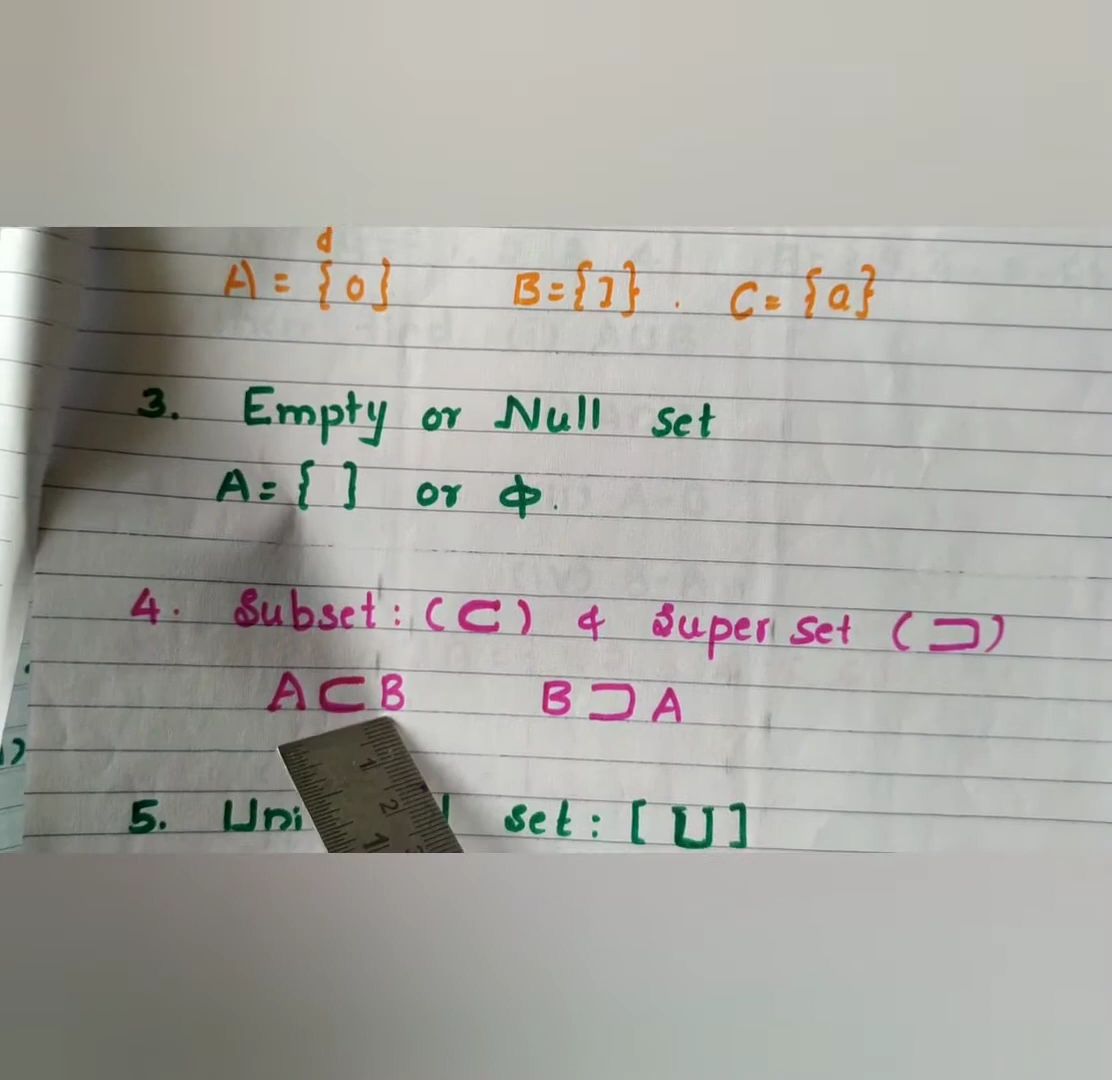 A = {0} B={1} . C= {a}
3. Empty or Null set
A={ } or ф.
4. Subset: (⊂) & Super set (⊃)
A⊂B B⊃A
5. set: [U]